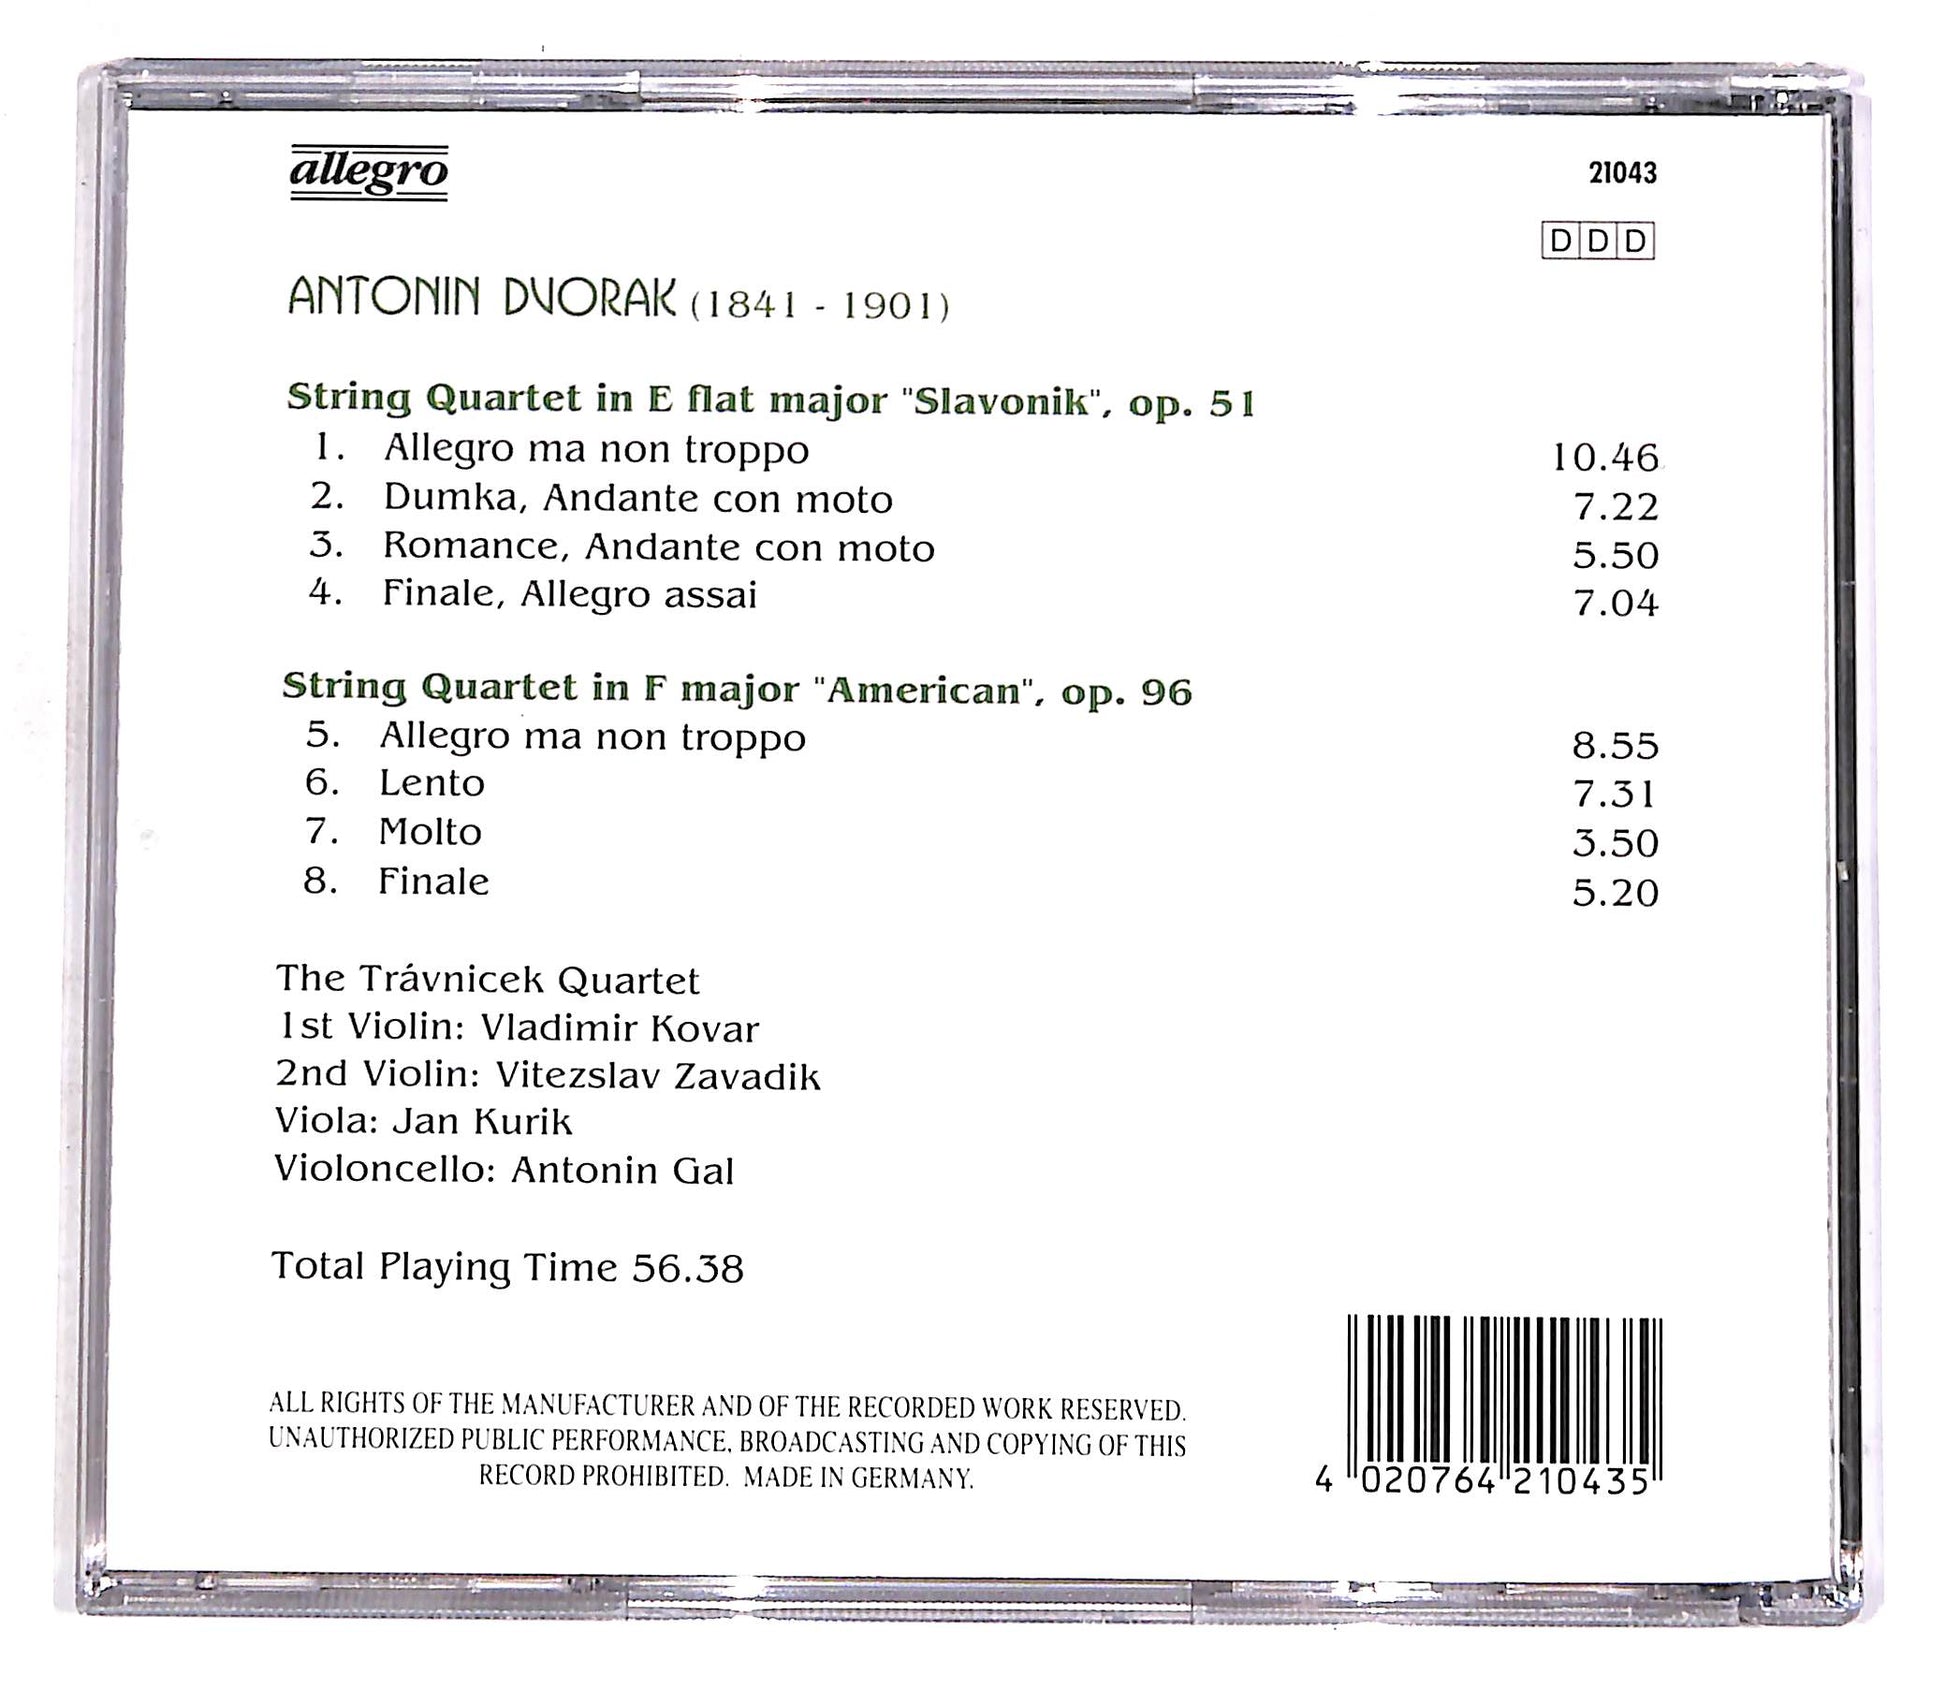 allegro
21043
DDD
ANTONIN DVORAK (1841 - 1901)
String Quartet in E flat major "Slavonik", op. 51
1. Allegro ma non troppo 10.46
2. Dumka, Andante con moto 7.22
3. Romance, Andante con moto 5.50
4. Finale, Allegro assai 7.04
String Quartet in F major "American", op. 96
5. Allegro ma non troppo 8.55
6. Lento 7.31
7. Molto 3.50
8. Finale 5.20
The Trávnicek Quartet
1st Violin: Vladimir Kovar
2nd Violin: Vitezslav Zavadik
Viola: Jan Kurik
Violoncello: Antonin Gal
Total Playing Time 56.38
ALL RIGHTS OF THE MANUFACTURER AND OF THE RECORDED WORK RESERVED.
UNAUTHORIZED PUBLIC PERFORMANCE, BROADCASTING AND COPYING OF THIS
RECORD PROHIBITED. MADE IN GERMANY.
4 020764 210435